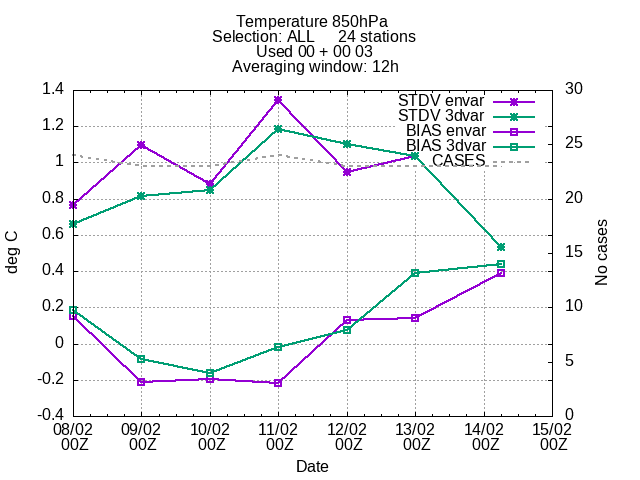 Temperature 850hPa
Selection: ALL 24 stations
Used 00 + 00 03
Averaging window: 12h
1.4
1.2
1
0.8
0.6
0.4
0.2
0
-0.2
-0.4
deg C
30
25
20
15
10
5
0
No cases
STDV envar
STDV 3dvar
BIAS envar
BIAS 3dvar
CASES
08/02 09/02 10/02 11/02 12/02 13/02 14/02 15/02
00Z 00Z 00Z 00Z 00Z 00Z 00Z 00Z
Date